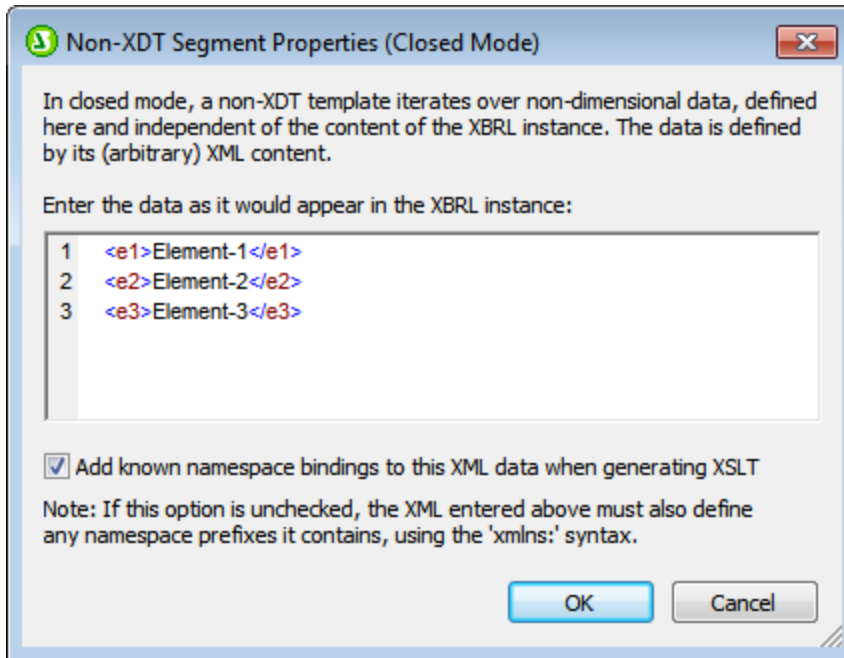 Non-XDT Segment Properties (Closed Mode)
In closed mode, a non-XDT template iterates over non-dimensional data, defined
here and independent of the content of the XBRL instance. The data is defined
by its (arbitrary) XML content.
Enter the data as it would appear in the XBRL instance:
1 <e1>Element-1</e1>
2 <e2>Element-2</e2>
3 <e3>Element-3</e3>
Add known namespace bindings to this XML data when generating XSLT
Note: If this option is unchecked, the XML entered above must also define
any namespace prefixes it contains, using the 'xmlns:' syntax.
OK Cancel